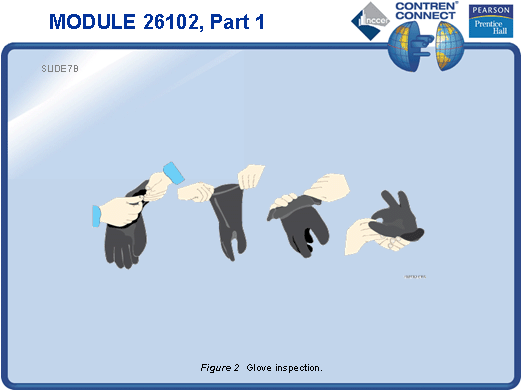 MODULE 26102, Part 1
nccer
CONTREN®
CONNECT
PEARSON
Prentice
Hall
SLIDE 7B
Figure 2 Glove inspection.